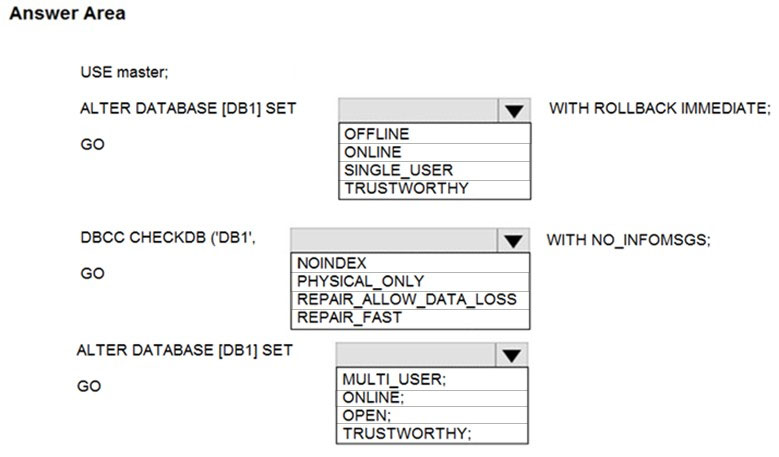 Answer Area
USE master;
ALTER DATABASE [DB1] SET WITH ROLLBACK IMMEDIATE;
OFFLINE
ONLINE
SINGLE_USER
TRUSTWORTHY
GO
DBCC CHECKDB ('DB1', WITH NO_INFOMSGS;
NOINDEX
PHYSICAL_ONLY
REPAIR_ALLOW_DATA_LOSS
REPAIR_FAST
GO
ALTER DATABASE [DB1] SET
MULTI_USER;
ONLINE;
OPEN;
TRUSTWORTHY;
GO